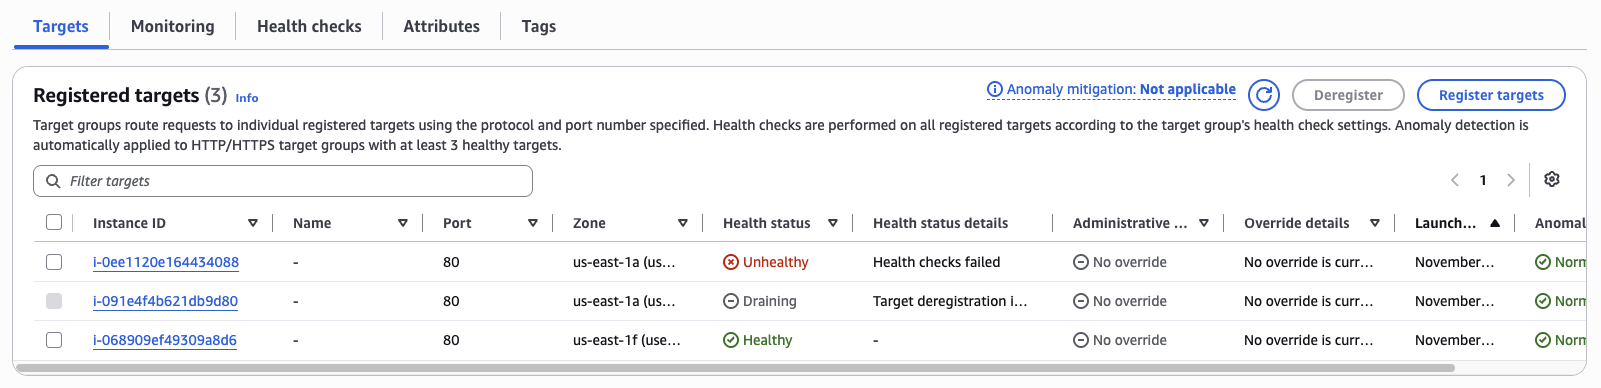 Targets Monitoring Health checks Attributes Tags
Registered targets (3) Info
Anomaly mitigation: Not applicable Deregister Register targets
Target groups route requests to individual registered targets using the protocol and port number specified. Health checks are performed on all registered targets according to the target group's health check settings. Anomaly detection is
automatically applied to HTTP/HTTPS target groups with at least 3 healthy targets.
Filter targets
1
Instance ID Name Port Zone Health status Health status details Administrative ... Override details Launch... Anomal
i-0ee1120e164434088 - 80 us-east-1a (us... Unhealthy Health checks failed No override No override is curr... November... Norm
i-091e4f4b621db9d80 - 80 us-east-1a (us... Draining Target deregistration i... No override No override is curr... November... Norm
i-068909ef49309a8d6 - 80 us-east-1f (use... Healthy - No override No override is curr... November... Norm